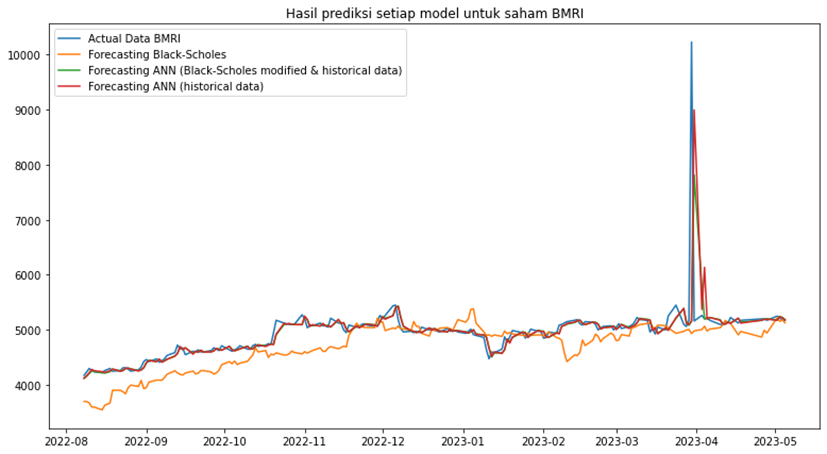 Hasil prediksi setiap model untuk saham BMRI
Actual Data BMRI
Forecasting Black-Scholes
Forecasting ANN (Black-Scholes modified & historical data)
Forecasting ANN (historical data)
10000
9000
8000
7000
6000
5000
4000
2022-08 2022-09 2022-10 2022-11 2022-12 2023-01 2023-02 2023-03 2023-04 2023-05